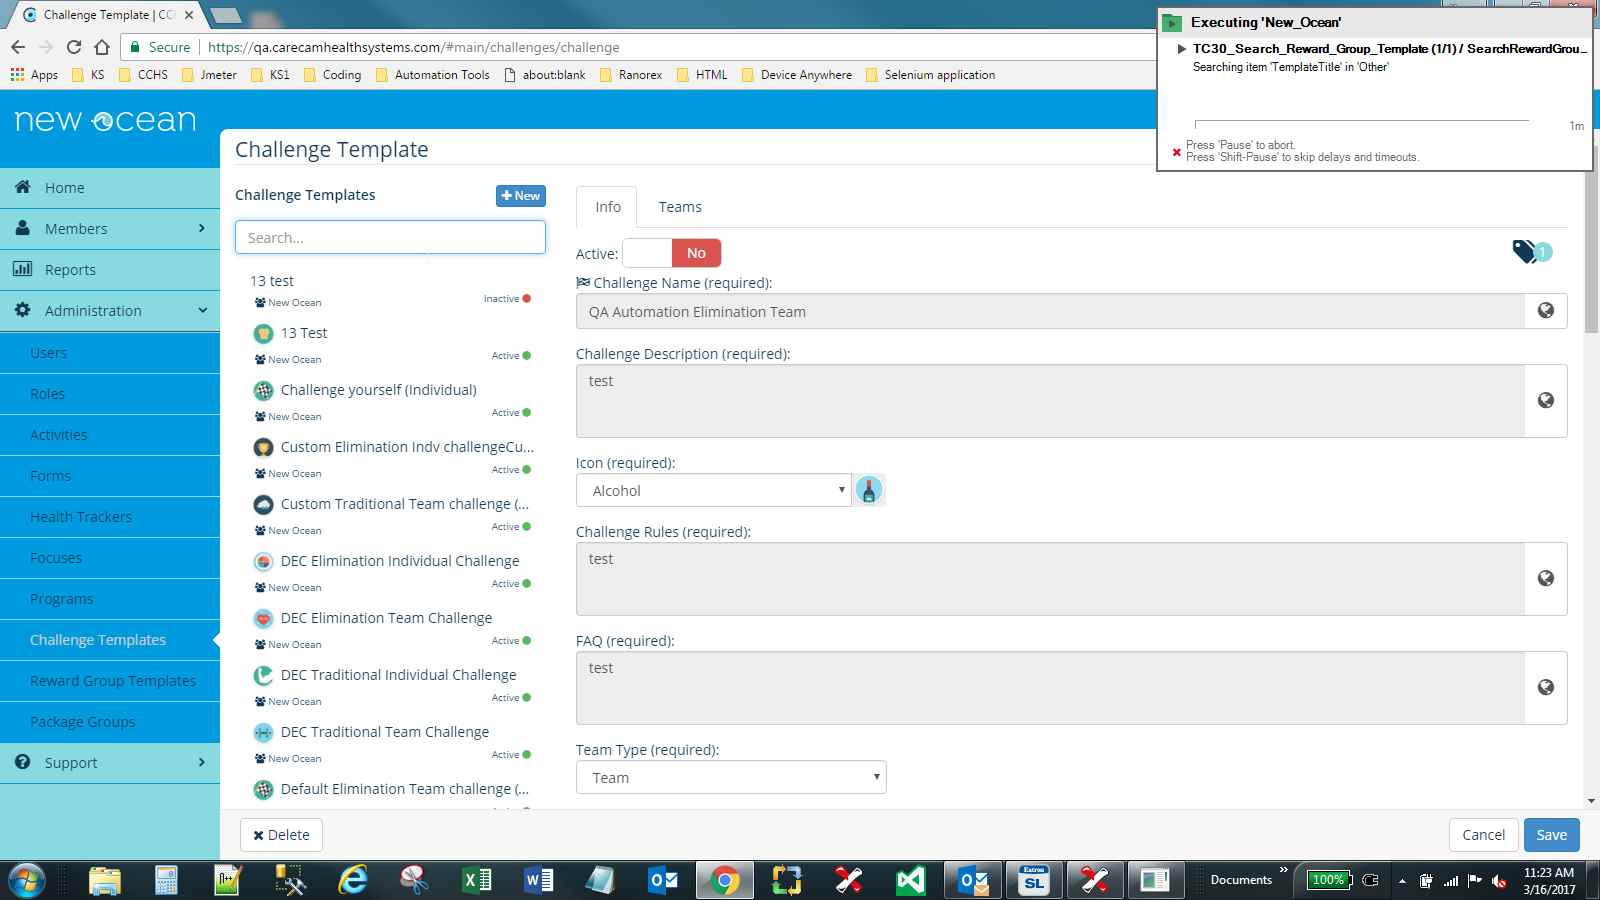 Challenge Template | CC
Executing 'New_Ocean'
TC30_Search_Reward_Group_Template (1/1) / SearchRewardGrou...
Searching item 'TemplateTitle' in 'Other'
1m
Press 'Pause' to abort.
Press 'Shift-Pause' to skip delays and timeouts.
Secure https://qa.carecamhealthsystems.com/#main/challenges/challenge
Apps KS CCHS Jmeter KS1 Coding Automation Tools about:blank Ranorex HTML Device Anywhere Selenium application
new ocean
Home
Members
Reports
Administration
Users
Roles
Activities
Forms
Health Trackers
Focuses
Programs
Challenge Templates
Reward Group Templates
Package Groups
Support
Challenge Template
Challenge Templates
New
Search...
13 test
New Ocean Inactive
13 Test
New Ocean Active
Challenge yourself (Individual)
New Ocean Active
Custom Elimination Indv challengeCu...
New Ocean Active
Custom Traditional Team challenge (...
New Ocean Active
DEC Elimination Individual Challenge
New Ocean Active
DEC Elimination Team Challenge
New Ocean Active
DEC Traditional Individual Challenge
New Ocean Active
DEC Traditional Team Challenge
New Ocean Active
Default Elimination Team challenge (...
Info Teams
Active: No
1
Challenge Name (required):
QA Automation Elimination Team
Challenge Description (required):
test
Icon (required):
Alcohol
Challenge Rules (required):
test
FAQ (required):
test
Team Type (required):
Team
Delete
Cancel Save
Documents »
100%
11:23 AM
3/16/2017